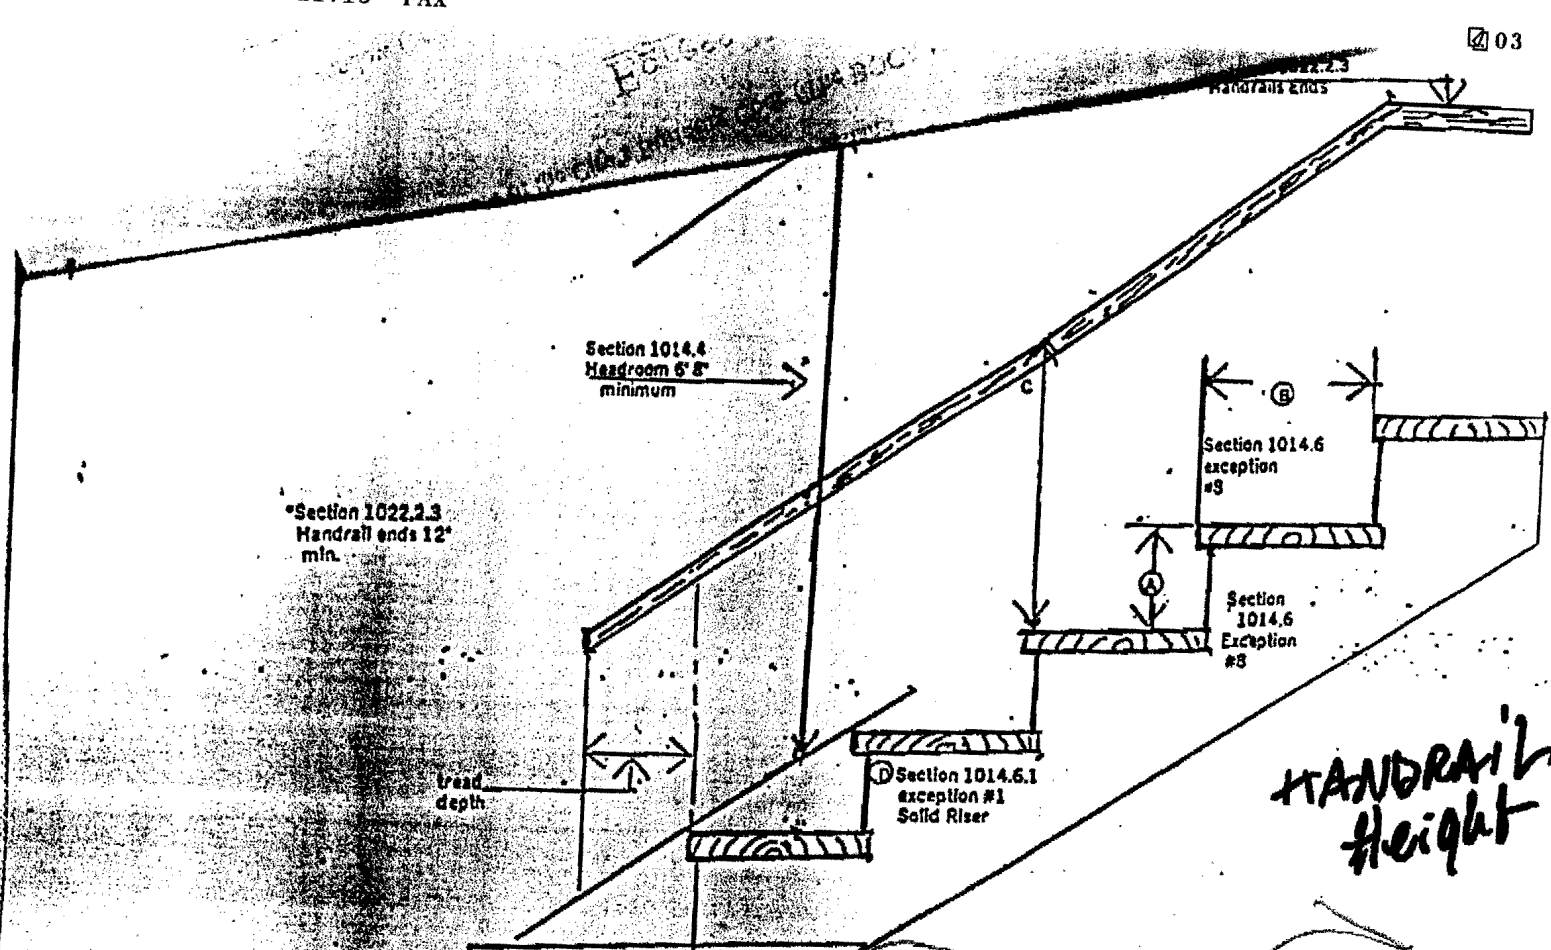 FAX
03
Handrails Ends
Section 1014.4
Headroom 6'8"
minimum
C
B
Section 1014.6
exception
#8
*Section 1022.2.3
Handrail ends 12"
min.
A
Section
1014.6
Exception
#8
tread
depth
D Section 1014.6.1
exception #1
Solid Riser
HANDRAIL
Height